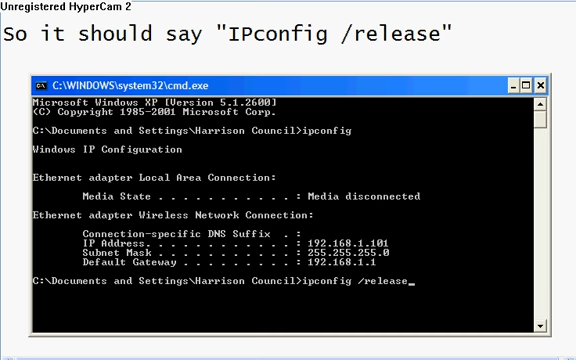 Unregistered HyperCam 2
So it should say "IPconfig /release"
C:\WINDOWS\system32\cmd.exe
Microsoft Windows XP [Version 5.1.2600]
(C) Copyright 1985-2001 Microsoft Corp.
C:\Documents and Settings\Harrison Council>ipconfig
Windows IP Configuration
Ethernet adapter Local Area Connection:
Media State . . . . . . . . . . . : Media disconnected
Ethernet adapter Wireless Network Connection:
Connection-specific DNS Suffix . :
IP Address. . . . . . . . . . . . : 192.168.1.101
Subnet Mask . . . . . . . . . . . : 255.255.255.0
Default Gateway . . . . . . . . . : 192.168.1.1
C:\Documents and Settings\Harrison Council>ipconfig /release_